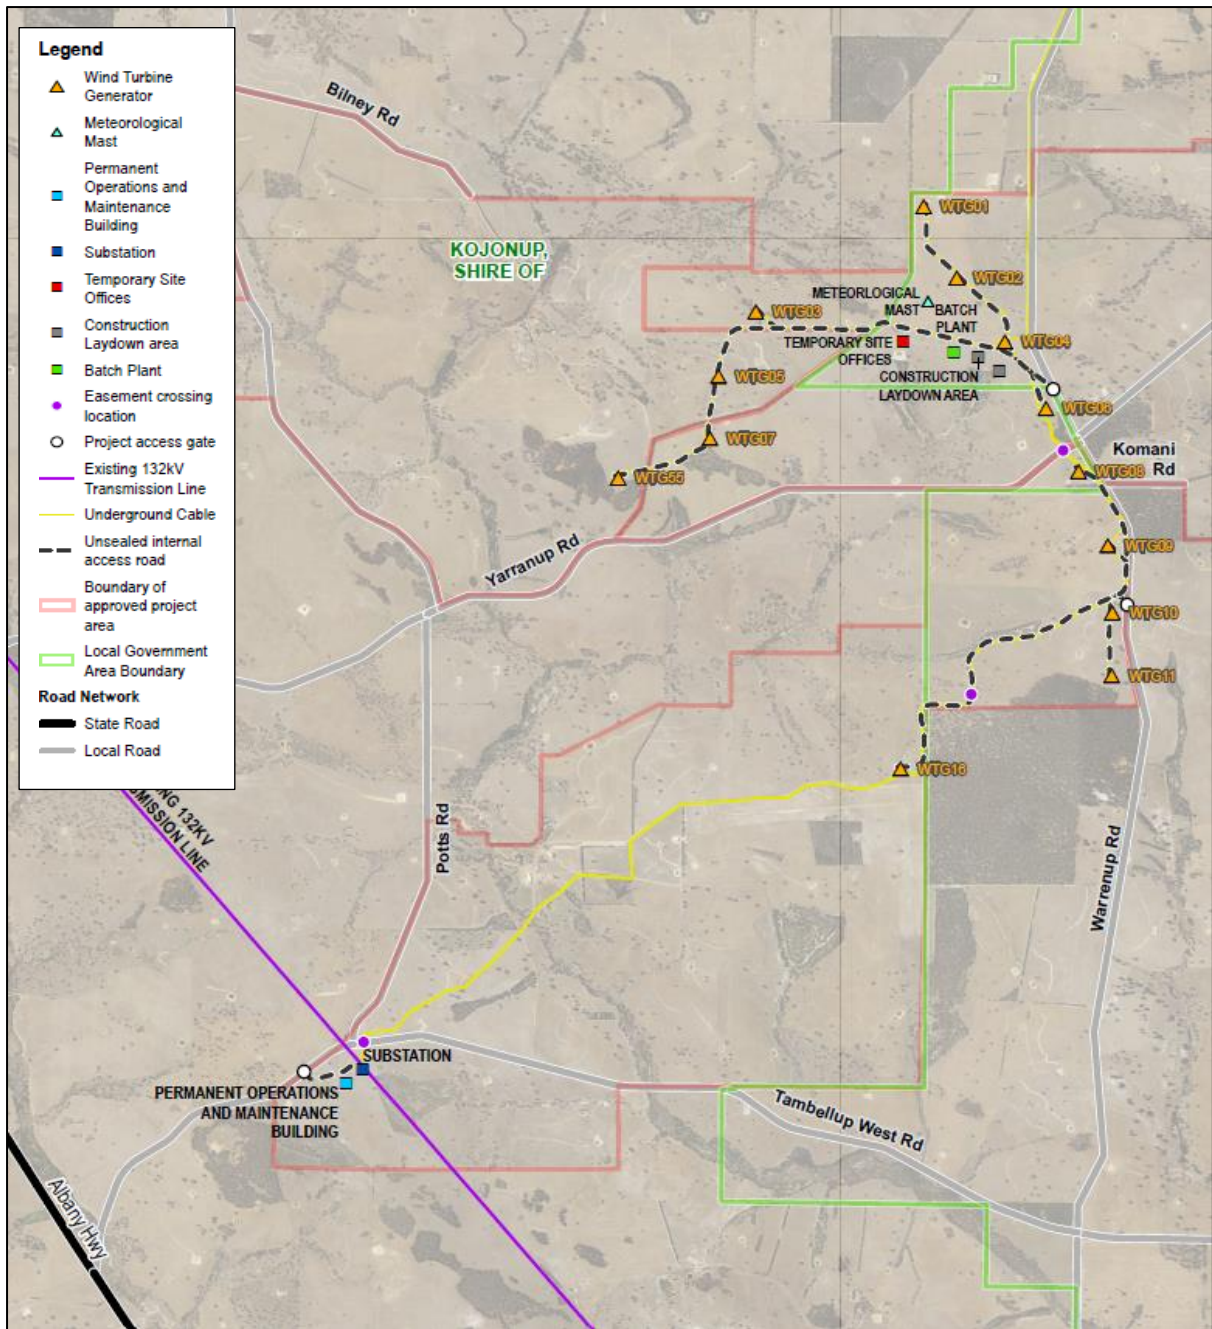 Legend
Wind Turbine
Generator
Meteorological
Mast
Permanent
Operations and
Maintenance
Building
Substation
Temporary Site
Offices
Construction
Laydown area
Batch Plant
Easement crossing
location
Project access gate
Existing 132kV
Transmission Line
Underground Cable
Unsealed internal
access road
Boundary of
approved project
area
Local Government
Area Boundary
Road Network
State Road
Local Road
Bilney Rd
KOJONUP,
SHIRE OF
WTG01
WTG02
METEORLOGICAL
MAST
BATCH
PLANT
WTG03
WTG04
TEMPORARY SITE
OFFICES
CONSTRUCTION
LAYDOWN AREA
WTG05
WTG06
WTG07
Komani
Rd
WTG08
WTG55
Yarranup Rd
WTG09
WTG10
WTG11
WTG16
132KV
LINE
Potts Rd
Warrenup Rd
SUBSTATION
PERMANENT OPERATIONS
AND MAINTENANCE
BUILDING
Tambellup West Rd
Albany Hwy